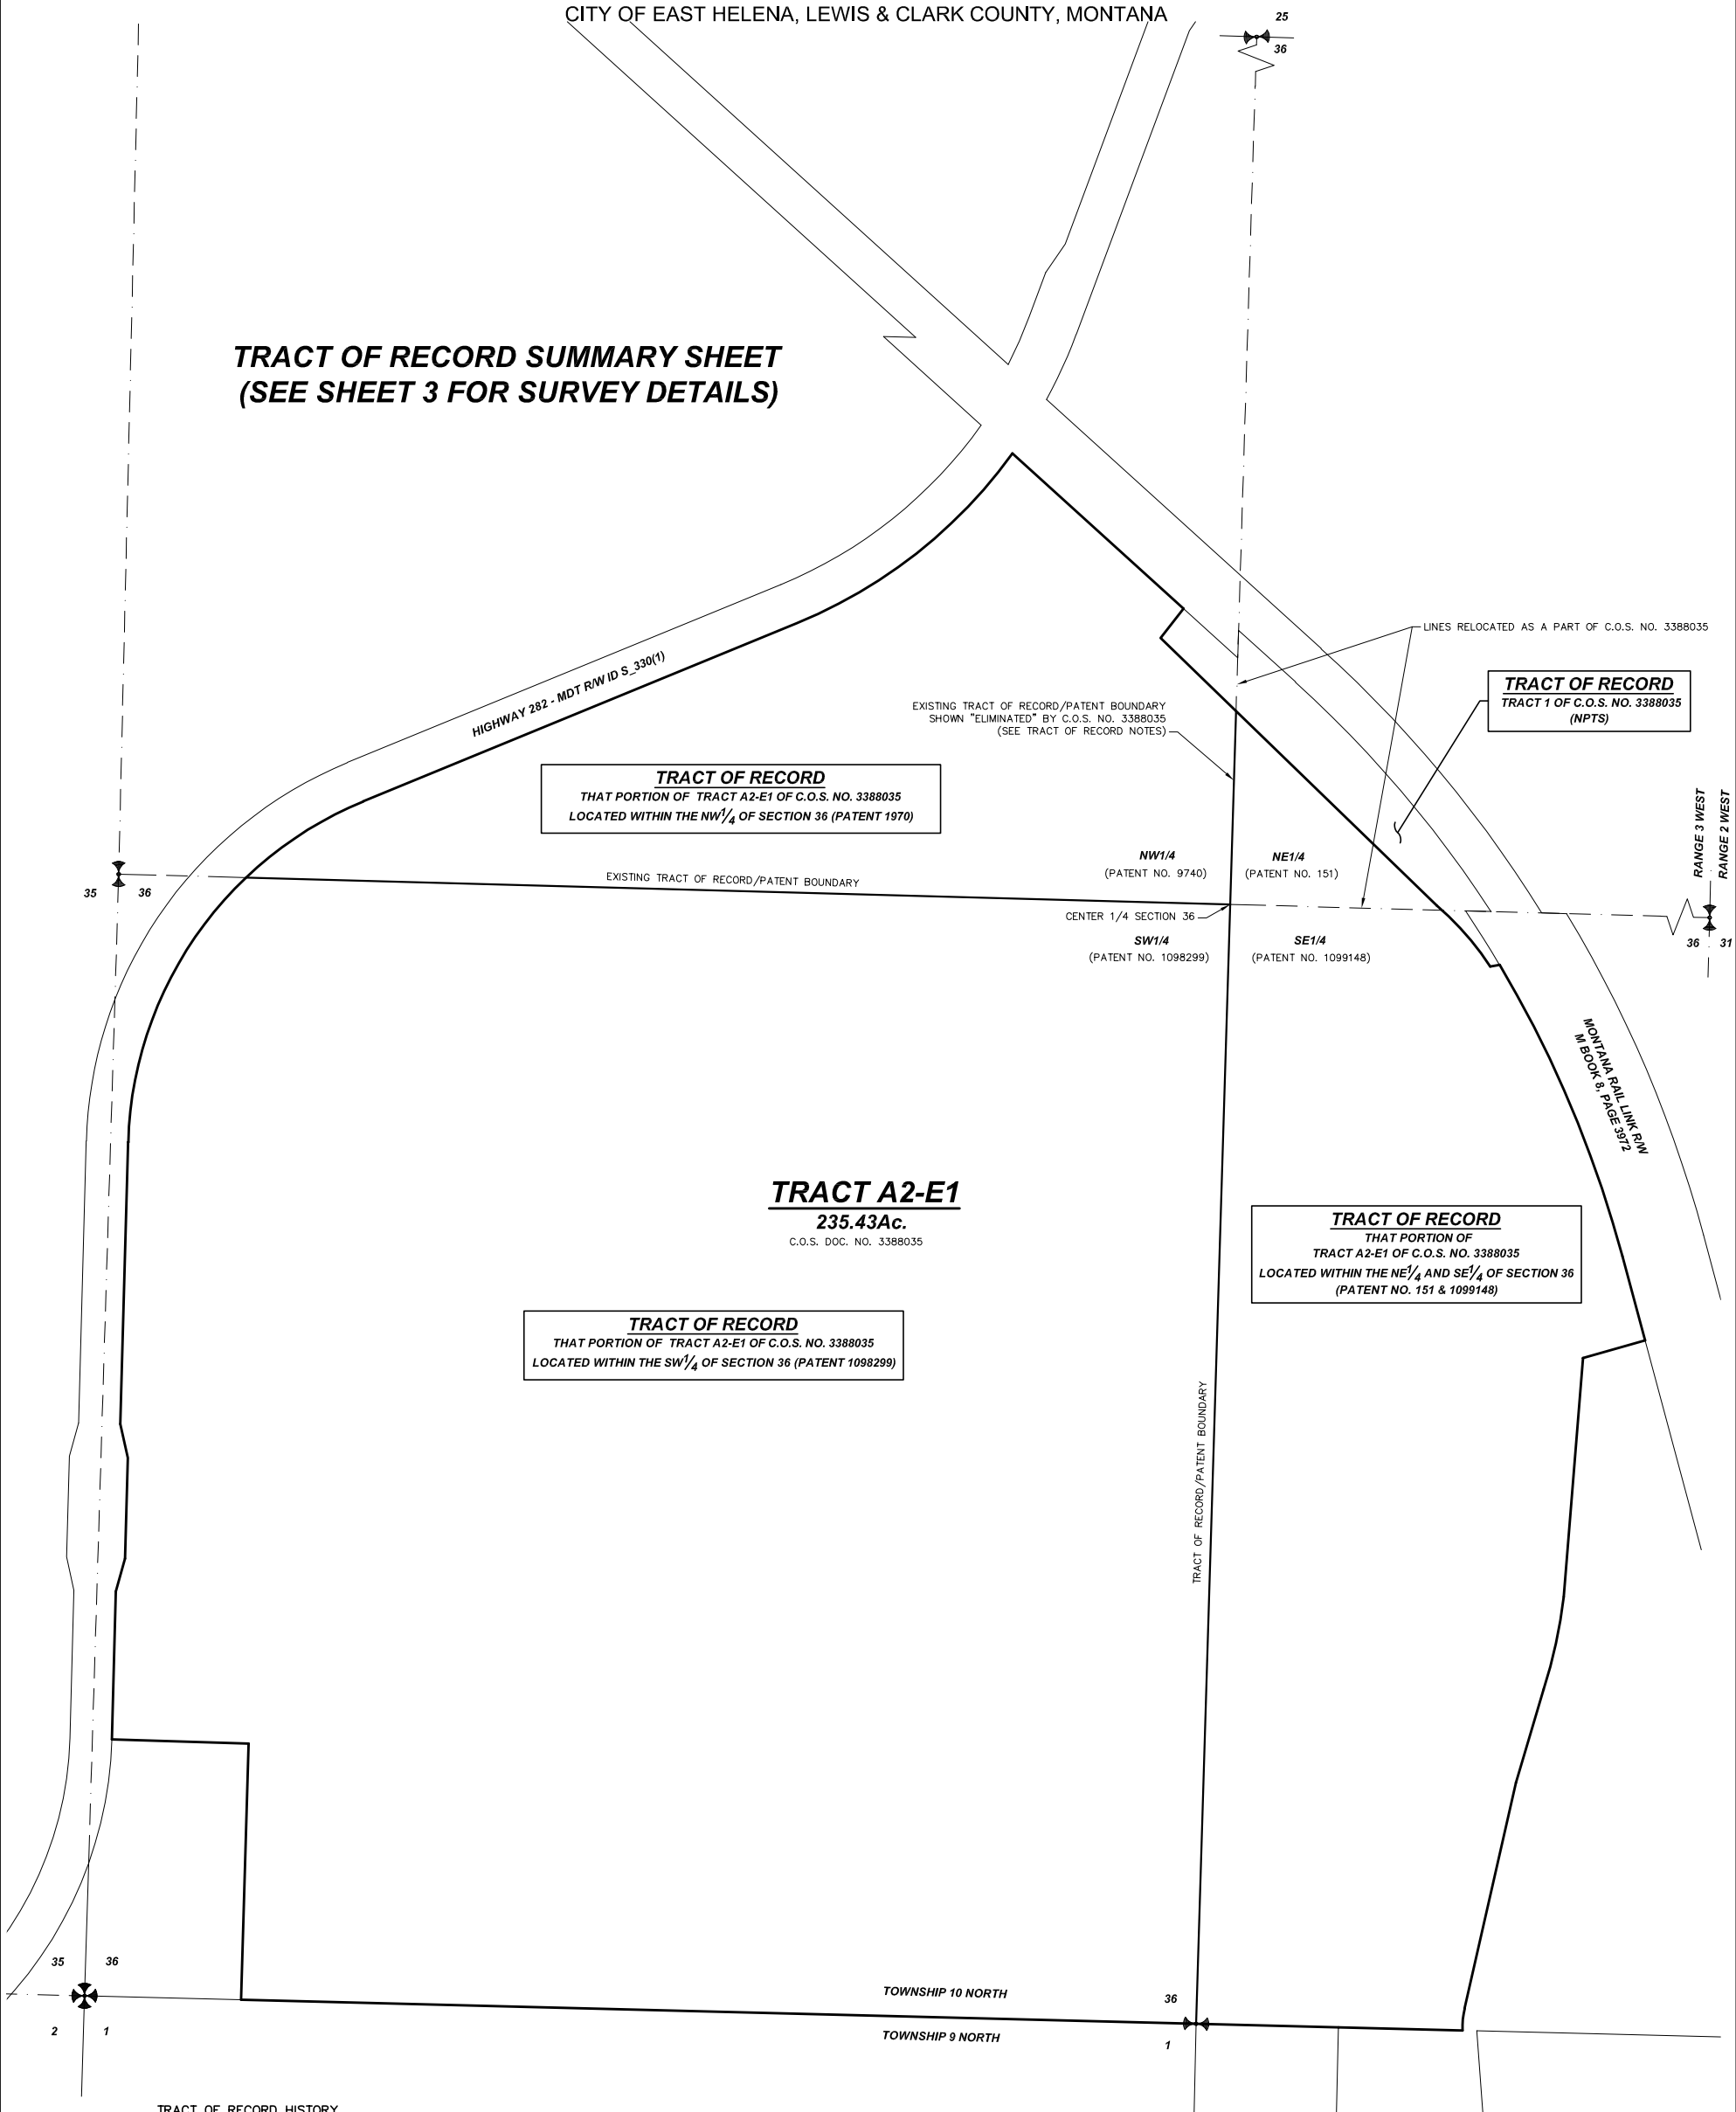 CITY OF EAST HELENA, LEWIS & CLARK COUNTY, MONTANA
25
36
TRACT OF RECORD SUMMARY SHEET
(SEE SHEET 3 FOR SURVEY DETAILS)
LINES RELOCATED AS A PART OF C.O.S. NO. 3388035
HIGHWAY 282 - MDT R/W ID S_330(1)
TRACT OF RECORD
TRACT 1 OF C.O.S. NO. 3388035
(NPTS)
EXISTING TRACT OF RECORD/PATENT BOUNDARY
SHOWN "ELIMINATED" BY C.O.S. NO. 3388035
(SEE TRACT OF RECORD NOTES)
TRACT OF RECORD
THAT PORTION OF TRACT A2-E1 OF C.O.S. NO. 3388035
LOCATED WITHIN THE NW1/4 OF SECTION 36 (PATENT 1970)
RANGE 3 WEST
RANGE 2 WEST
NW1/4
(PATENT NO. 9740)
NE1/4
(PATENT NO. 151)
35
36
EXISTING TRACT OF RECORD/PATENT BOUNDARY
CENTER 1/4 SECTION 36
SW1/4
(PATENT NO. 1098299)
SE1/4
(PATENT NO. 1099148)
36
31
MONTANA RAIL LINK R/W
M BOOK 8, PAGE 3972
TRACT A2-E1
235.43Ac.
C.O.S. DOC. NO. 3388035
TRACT OF RECORD
THAT PORTION OF
TRACT A2-E1 OF C.O.S. NO. 3388035
LOCATED WITHIN THE NE1/4 AND SE1/4 OF SECTION 36
(PATENT NO. 151 & 1099148)
TRACT OF RECORD
THAT PORTION OF TRACT A2-E1 OF C.O.S. NO. 3388035
LOCATED WITHIN THE SW1/4 OF SECTION 36 (PATENT 1098299)
TRACT OF RECORD/PATENT BOUNDARY
35
36
2
1
TOWNSHIP 10 NORTH
TOWNSHIP 9 NORTH
36
1
TRACT OF RECORD HISTORY